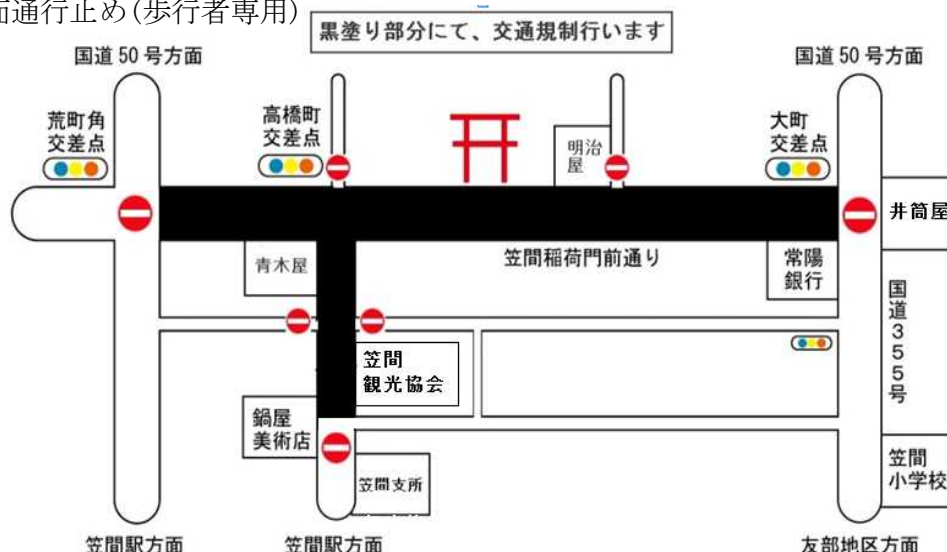 面通行止め(歩行者専用)
黒塗り部分にて、交通規制行います
国道50号方面
国道50号方面
荒町角
交差点
高橋町
交差点
明治
屋
大町
交差点
井筒屋
青木屋
笠間稲荷門前通り
常陽
銀行
国道355号
笠間
観光協会
鍋屋
美術店
笠間支所
笠間
小学校
笠間駅方面
笠間駅方面
友部地区方面